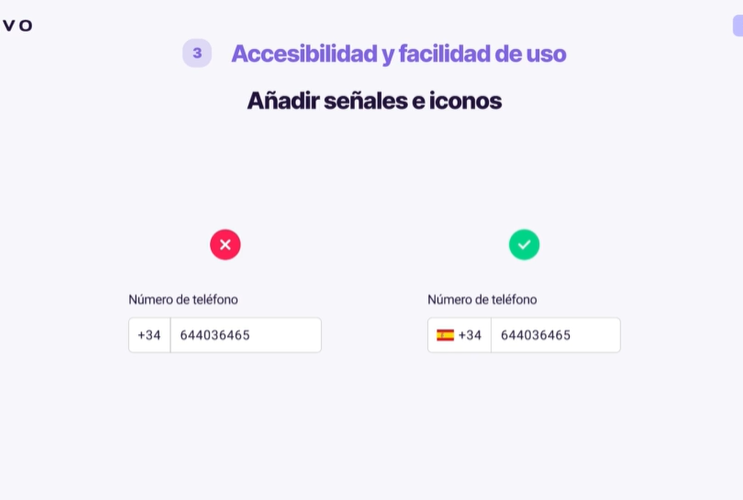 VO
3 Accesibilidad y facilidad de uso
Añadir señales e iconos
Número de teléfono
+34 644036465
Número de teléfono
+34 644036465